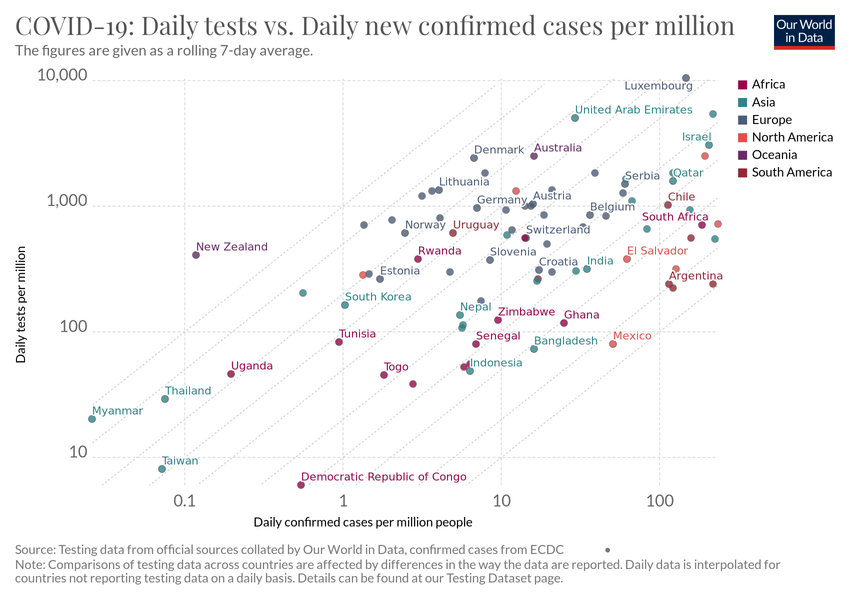 COVID-19: Daily tests vs. Daily new confirmed cases per million
The figures are given as a rolling 7-day average.
Our World
in Data
10,000
1,000
100
10
Daily tests per million
0.1
1
10
100
Daily confirmed cases per million people
Luxembourg
United Arab Emirates
Israel
Denmark
Australia
Lithuania
Serbia
Qatar
Germany
Austria
Belgium
Chile
South Africa
Norway
Uruguay
Switzerland
New Zealand
Rwanda
Slovenia
El Salvador
Estonia
Croatia
India
Argentina
South Korea
Nepal
Zimbabwe
Ghana
Tunisia
Senegal
Bangladesh
Mexico
Uganda
Togo
Indonesia
Thailand
Myanmar
Taiwan
Democratic Republic of Congo
Africa
Asia
Europe
North America
Oceania
South America
Source: Testing data from official sources collated by Our World in Data, confirmed cases from ECDC
Note: Comparisons of testing data across countries are affected by differences in the way the data are reported. Daily data is interpolated for
countries not reporting testing data on a daily basis. Details can be found at our Testing Dataset page.